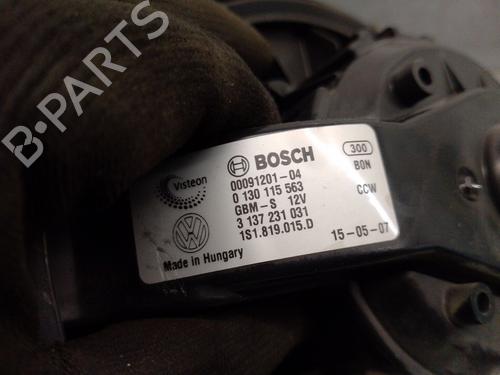 B-PARTS
Visteon
BOSCH
300
00091201-04
BON
0 130 115 563
GBM-S 12V
CCW
3 137 231 031
1S1.819.015.D
15-05-07
Made in Hungary